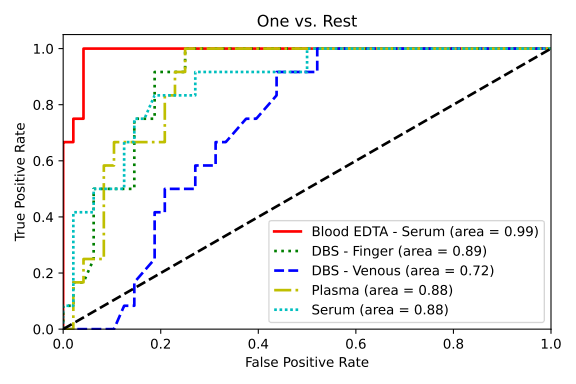 One vs. Rest
True Positive Rate
1.0
0.8
0.6
0.4
0.2
0.0
Blood EDTA - Serum (area = 0.99)
DBS - Finger (area = 0.89)
DBS - Venous (area = 0.72)
Plasma (area = 0.88)
Serum (area = 0.88)
0.0 0.2 0.4 0.6 0.8 1.0
False Positive Rate